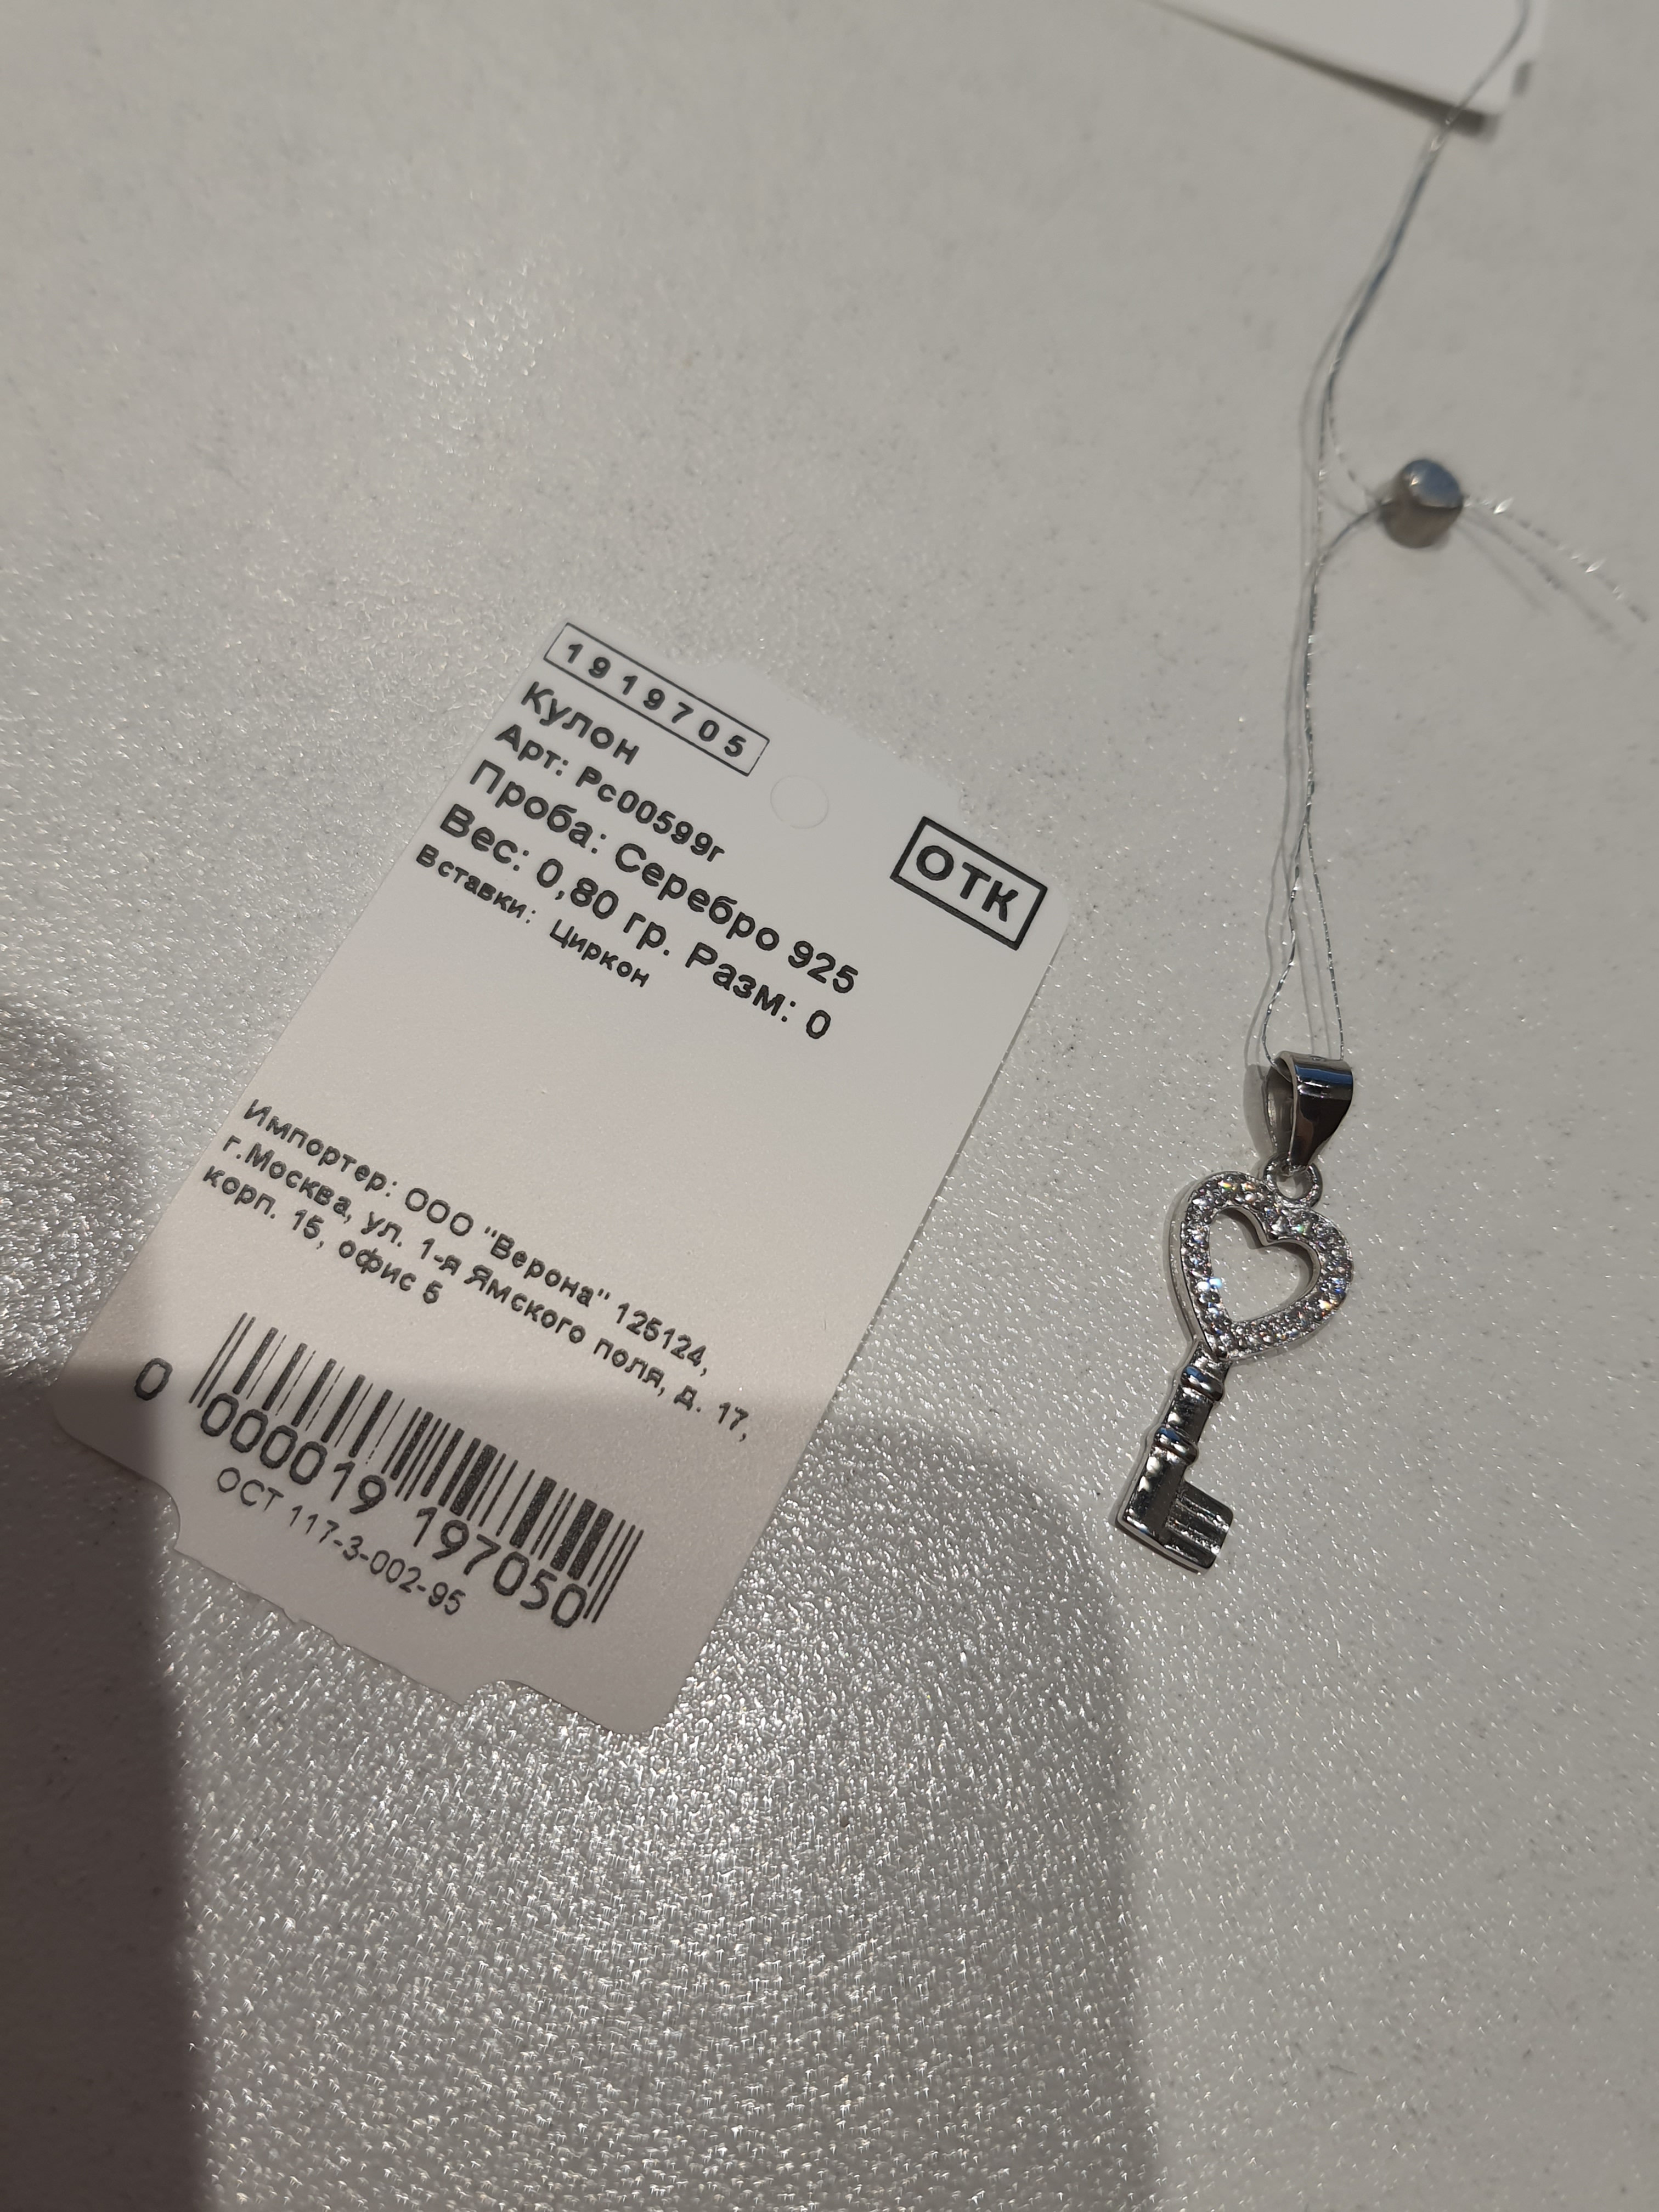 1919705
Кулон
Арт: Рс00599г
ОТК
Проба: Серебро 925
Вес: 0,80 гр. Разм: 0
Вставки: Циркон
Импортер: ООО "Верона" 125124,
г.Москва, ул. 1-я Ямского поля, д. 17,
корп. 15, офис 5
0 000019 197050
ОСТ 117-3-002-95